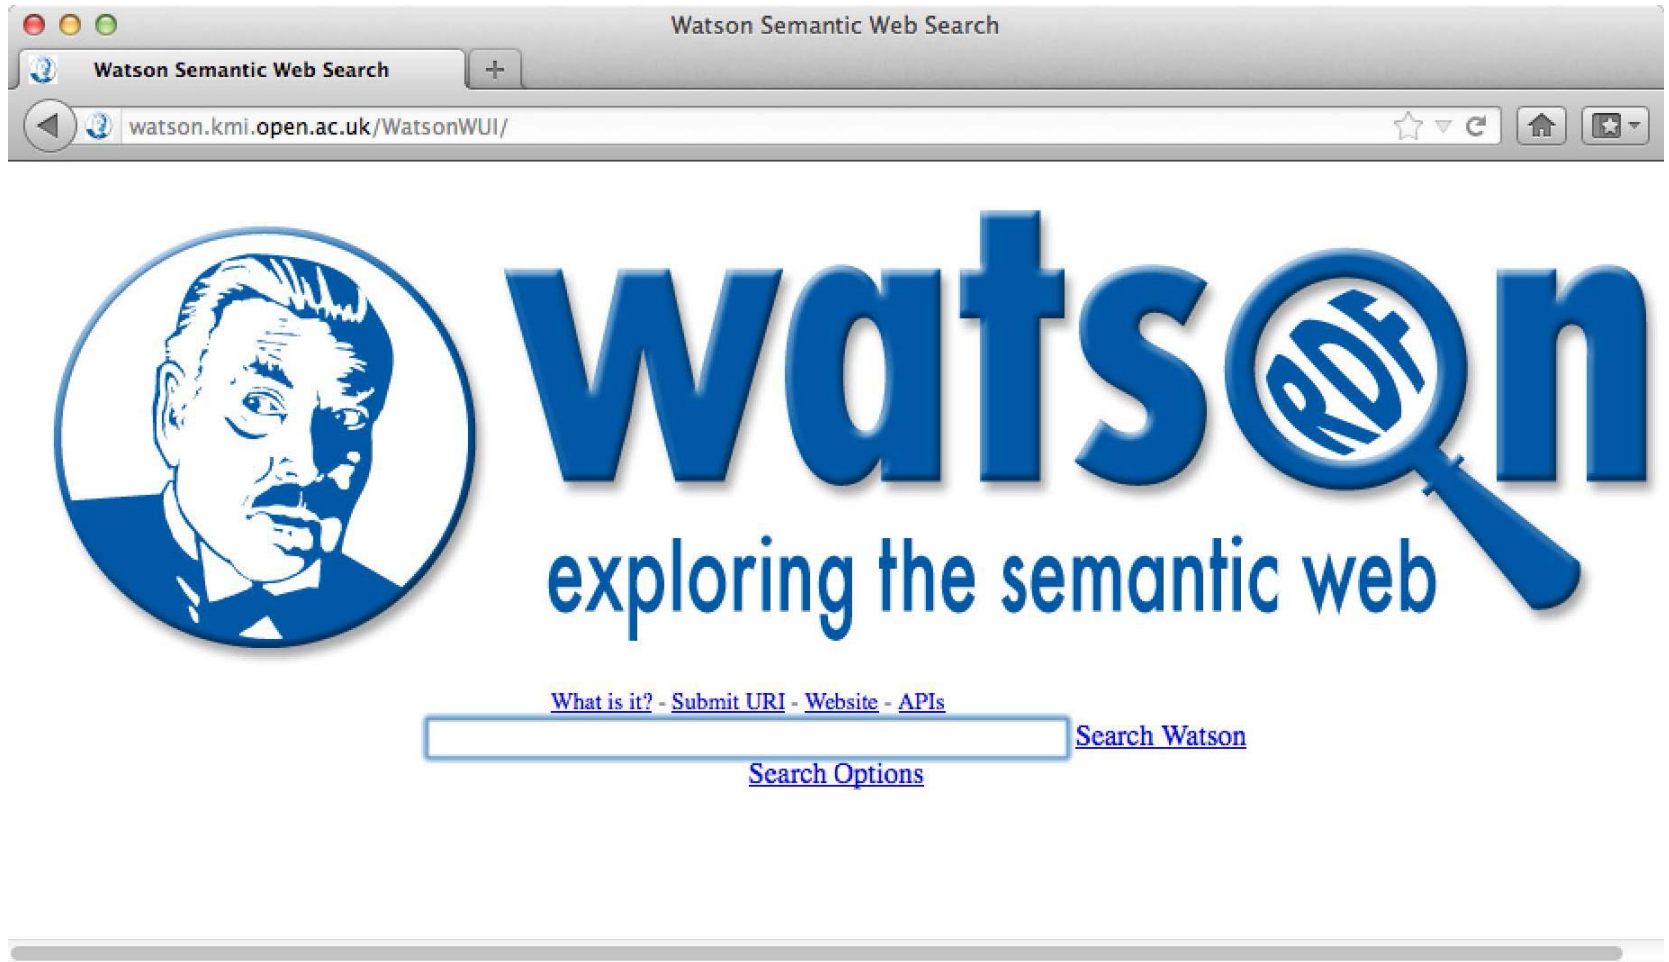 Watson Semantic Web Search
Watson Semantic Web Search
watson.kmi.open.ac.uk/WatsonWUI/
watson
RDF
exploring the semantic web
What is it? - Submit URI - Website - APIs
Search Watson
Search Options